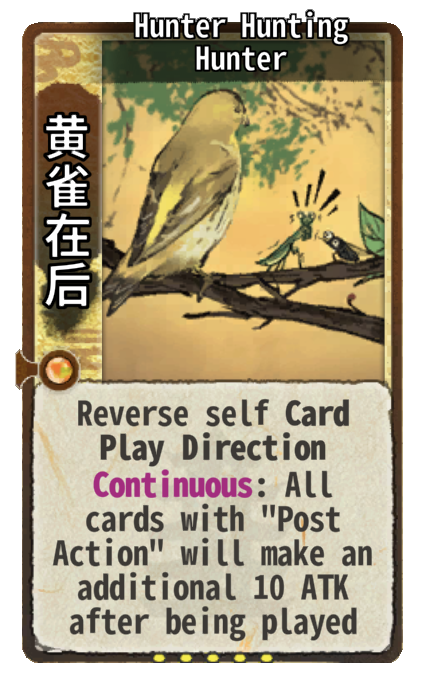 Hunter Hunting
Hunter
黄雀在后
Reverse self Card
Play Direction
Continuous: All
cards with "Post
Action" will make an
additional 10 ATK
after being played